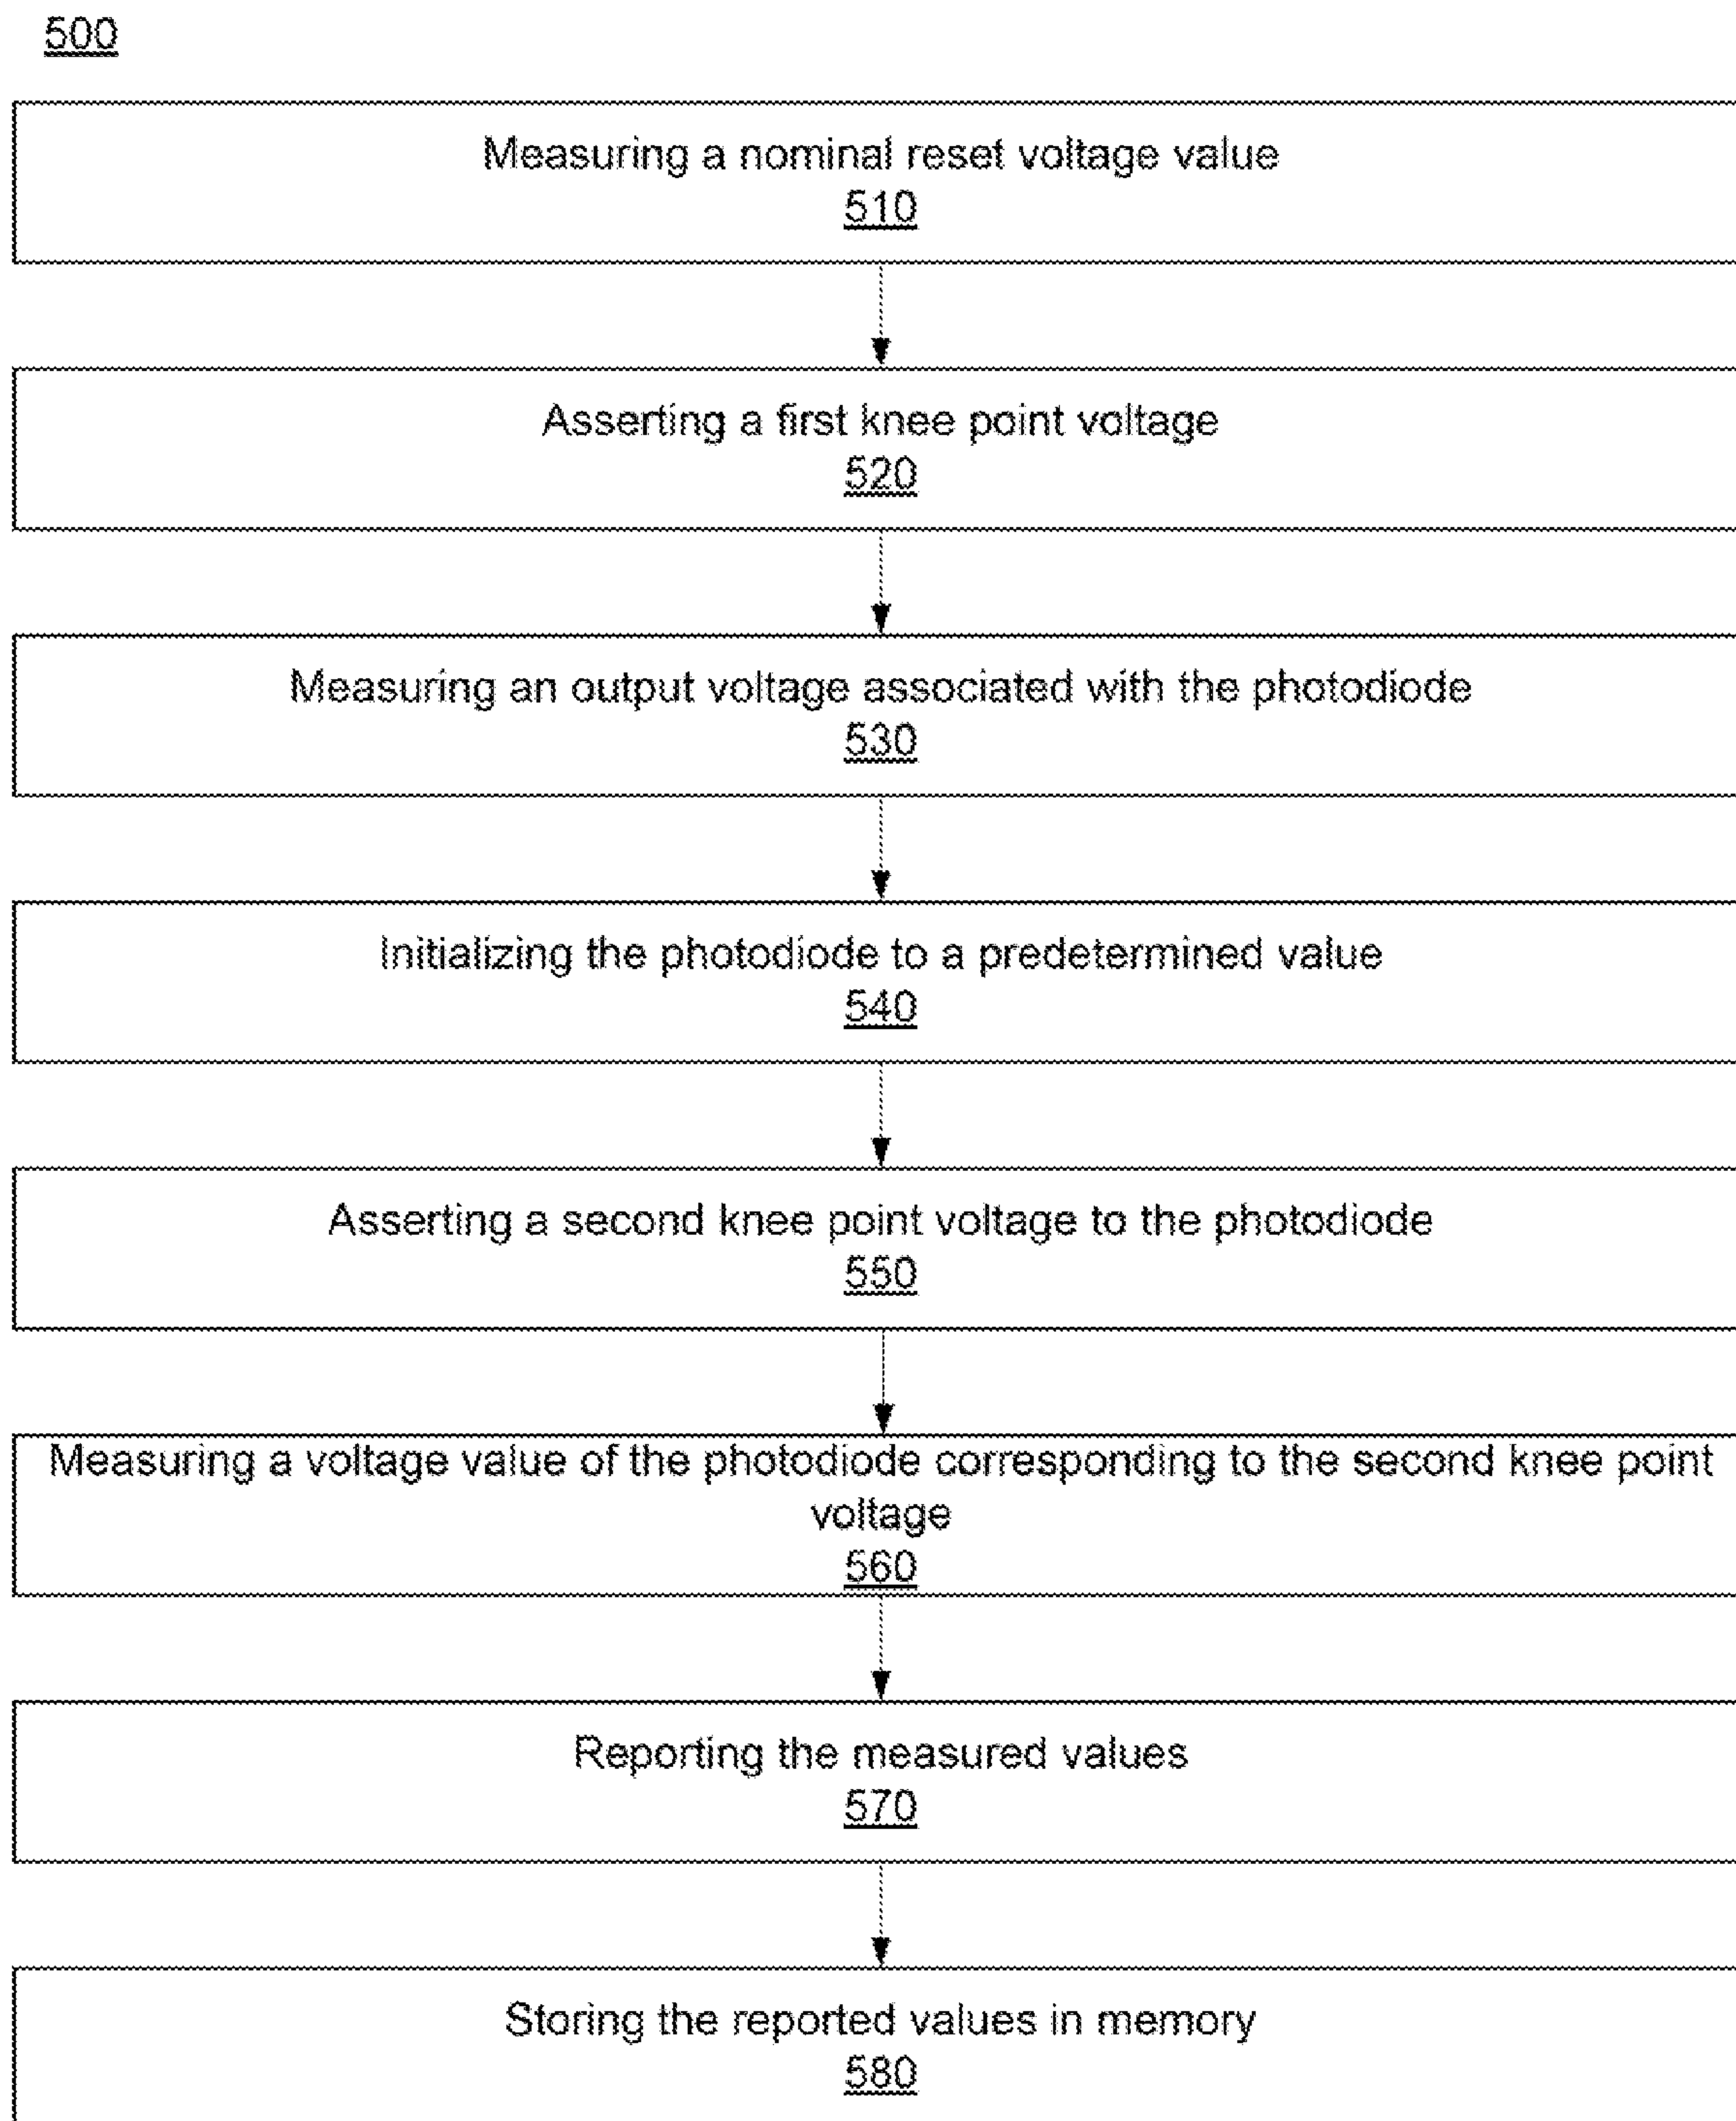 500
Measuring a nominal reset voltage value
510
Asserting a first knee point voltage
520
Measuring an output voltage associated with the photodiode
530
Initializing the photodiode to a predetermined value
540
Asserting a second knee point voltage to the photodiode
550
Measuring a voltage value of the photodiode corresponding to the second knee point
voltage
560
Reporting the measured values
570
Storing the reported values in memory
580